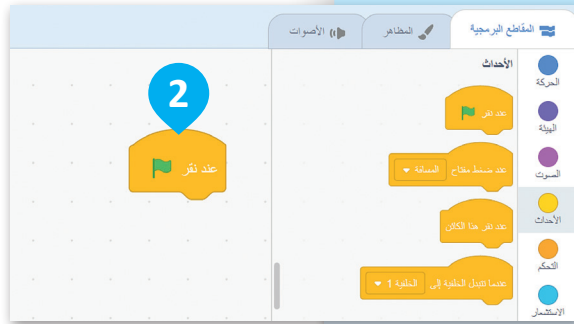 المقاطع البرمجية
المظاهر
الأصوات
الحركة
الهيئة
الصوت
الأحداث
التحكم
الاستشعار
الأحداث
عند نقر
عند ضغط مفتاح المسافة
عند نقر هذا الكائن
عندما تتبدل الخلفية إلى الخلفية 1
2
عند نقر